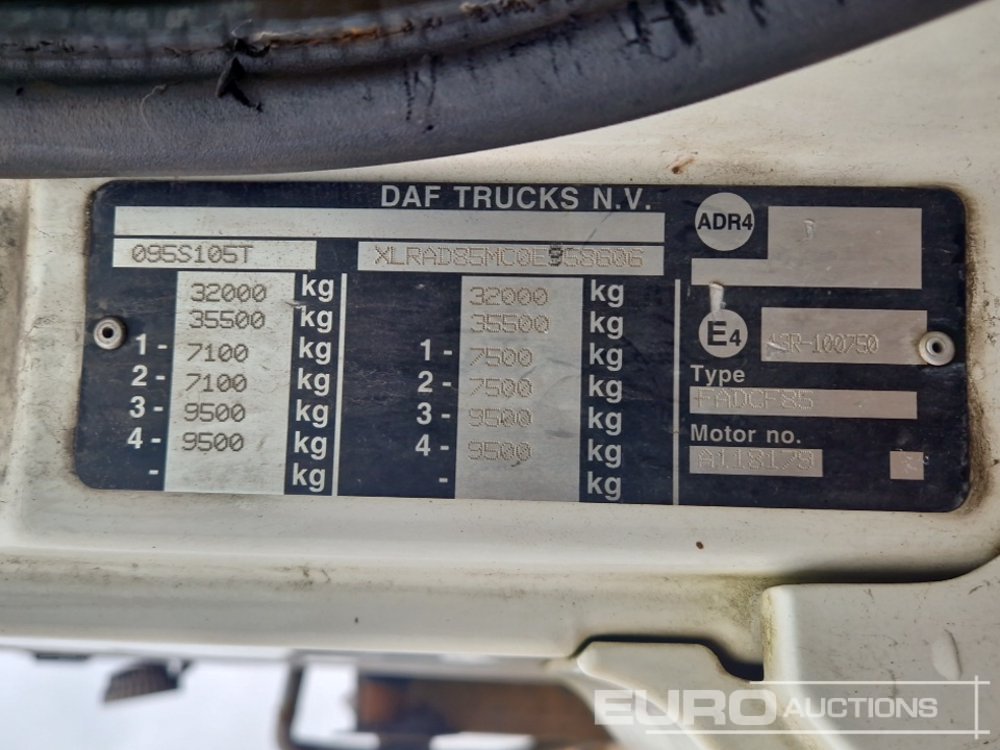 DAF TRUCKS N.V.
095S105T XLRAD85MC0E958606
32000 kg 32000 kg
35500 kg 35500 kg
1 - 7100 kg 1 - 7500 kg
2 - 7100 kg 2 - 7500 kg
3 - 9500 kg 3 - 9500 kg
4 - 9500 kg 4 - 9500 kg
- kg - kg
ADR4
E4
Type
FADCF85
Motor no.
A118179
EURO AUCTIONS